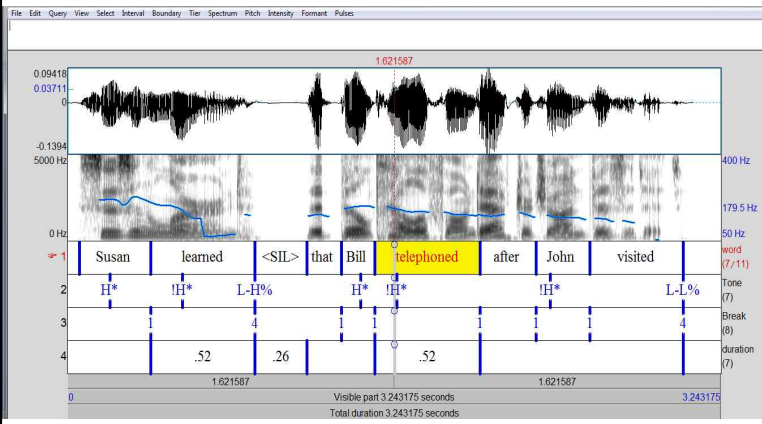 File Edit Query View Select Interval Boundary Tier Spectrum Pitch Intensity Formant Pulses
1.621587
0.09418
0.03711
0
-0.1394
5000 Hz
400 Hz
179.5 Hz
0 Hz
50 Hz
1 Susan learned <SIL> that Bill telephoned after John visited word (7/11)
2 H* !H* L-H% H* !H* !H* L-L% Tone (7)
3 1 4 1 1 1 1 1 4 Break (8)
4 .52 .26 .52 duration (7)
1.621587 1.621587
0 Visible part 3.243175 seconds 3.243175
Total duration 3.243175 seconds